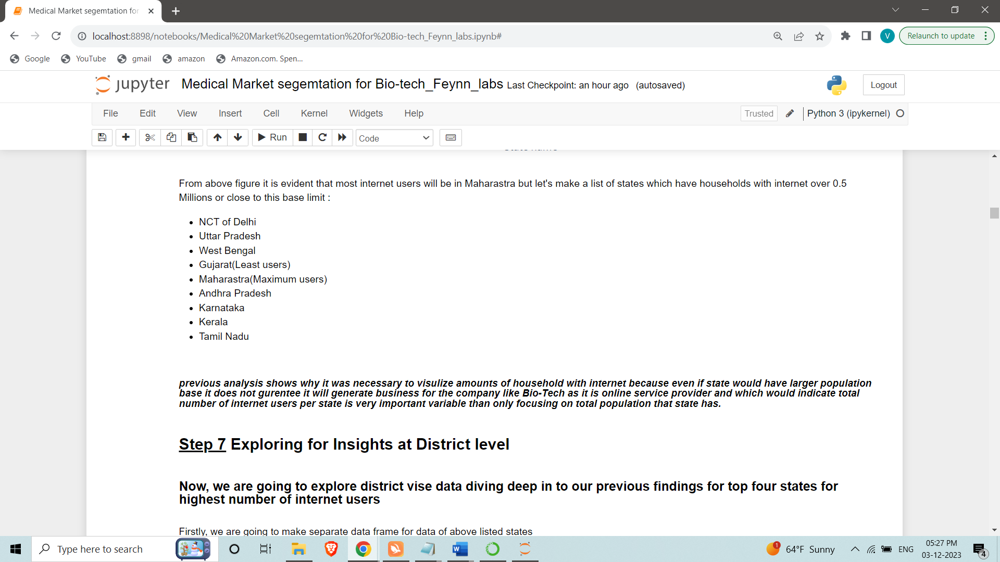 Medical Market segemtation for
localhost:8898/notebooks/Medical%20Market%20segemtation%20for%20Bio-tech_Feynn_labs.ipynb#
V
Relaunch to update
Google
YouTube
gmail
amazon
Amazon.com. Spen...
jupyter Medical Market segemtation for Bio-tech_Feynn_labs Last Checkpoint: an hour ago (autosaved)
Logout
File Edit View Insert Cell Kernel Widgets Help
Trusted
Python 3 (ipykernel)
Run
Code
From above figure it is evident that most internet users will be in Maharastra but let's make a list of states which have households with internet over 0.5
Millions or close to this base limit :
• NCT of Delhi
• Uttar Pradesh
• West Bengal
• Gujarat(Least users)
• Maharastra(Maximum users)
• Andhra Pradesh
• Karnataka
• Kerala
• Tamil Nadu
previous analysis shows why it was necessary to visulize amounts of household with internet because even if state would have larger population
base it does not gurentee it will generate business for the company like Bio-Tech as it is online service provider and which would indicate total
number of internet users per state is very important variable than only focusing on total population that state has.
Step 7 Exploring for Insights at District level
Now, we are going to explore district vise data diving deep in to our previous findings for top four states for
highest number of internet users
Firstly, we are going to make separate data frame for data of above listed states
Type here to search
1
64°F Sunny
ENG
05:27 PM
03-12-2023
4